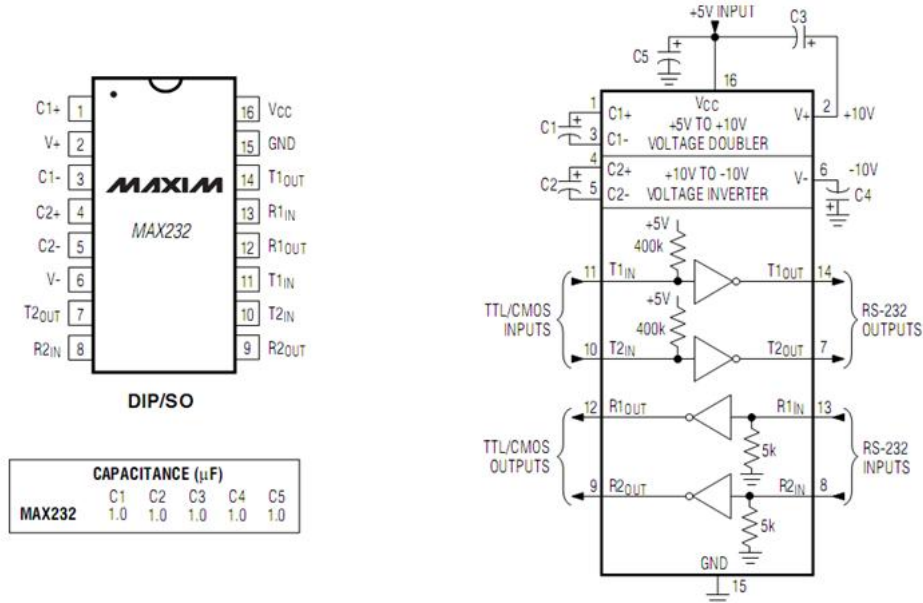 C1+ 1
V+ 2
C1- 3
C2+ 4
C2- 5
V- 6
T2OUT 7
R2IN 8
16 VCC
15 GND
14 T1OUT
13 R1IN
12 R1OUT
11 T1IN
10 T2IN
9 R2OUT
MAXIM
MAX232
DIP/SO
CAPACITANCE (µF)
C1 C2 C3 C4 C5
MAX232 1.0 1.0 1.0 1.0 1.0
+5V INPUT
C3
C5
16
VCC
1 C1+
C1
3 C1-
+5V TO +10V
VOLTAGE DOUBLER
V+ 2 +10V
4 C2+
C2
5 C2-
+10V TO -10V
VOLTAGE INVERTER
V- 6 -10V
C4
+5V
400k
11 T1IN
T1OUT 14
+5V
400k
TTL/CMOS
INPUTS
RS-232
OUTPUTS
10 T2IN
T2OUT 7
12 R1OUT
R1IN 13
5k
TTL/CMOS
OUTPUTS
RS-232
INPUTS
9 R2OUT
R2IN 8
5k
GND
15